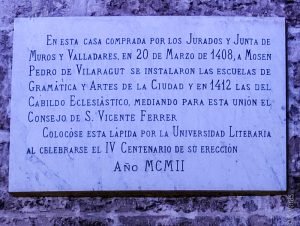 En esta casa comprada por los Jurados y Junta de
Muros y Valladares, en 20 de Marzo de 1408, a Mosen
Pedro de Vilaragut se instalaron las escuelas de
Gramática y Artes de la Ciudad y en 1412 las del
Cabildo Eclesiástico, mediando para esta unión el
Consejo de S. Vicente Ferrer
Colocóse esta lápida por la Universidad Literaria
al celebrarse el IV Centenario de su erección
Año MCMII